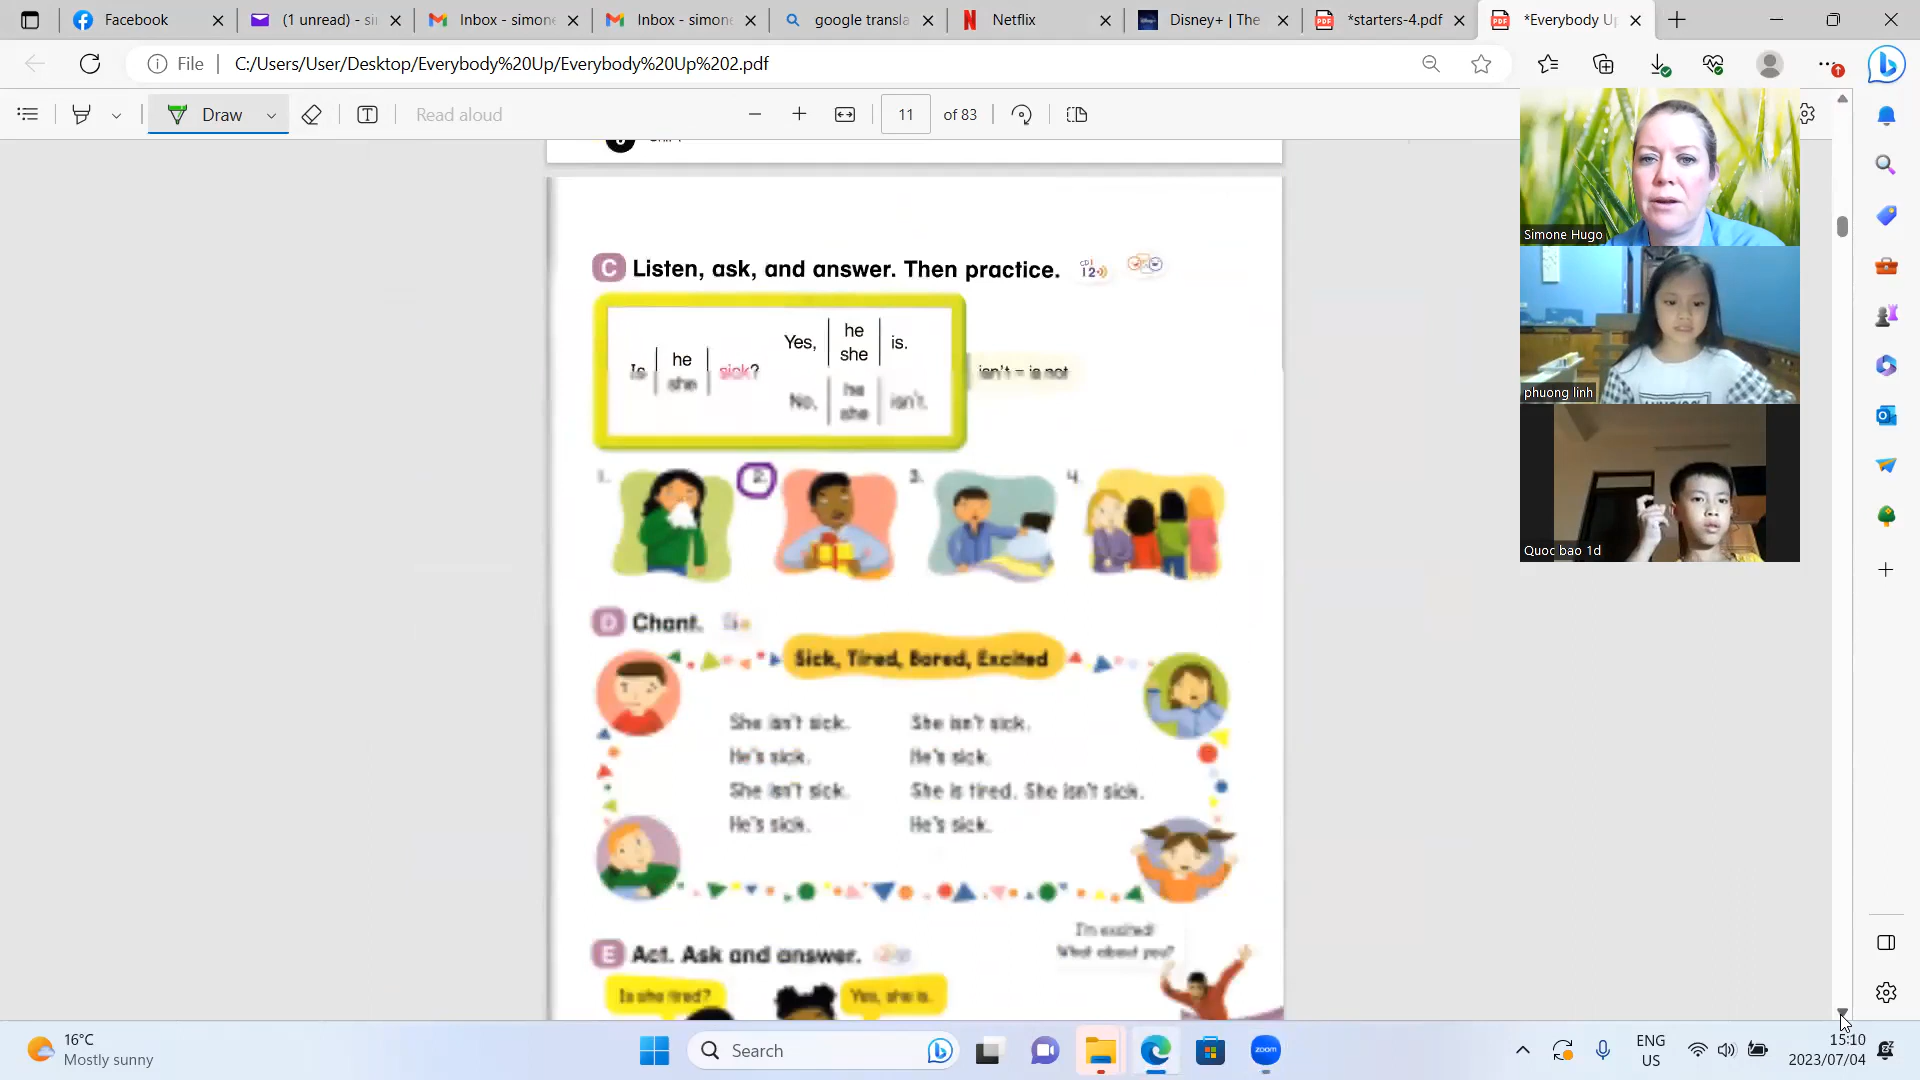 Facebook
(1 unread) - si
Inbox - simon
Inbox - simon
google transla
Netflix
Disney+ | The
*starters-4.pdf
*Everybody U
File
C:/Users/User/Desktop/Everybody%20Up/Everybody%20Up%202.pdf
Draw
Read aloud
11
of 83
C Listen, ask, and answer. Then practice.
CD1
12
Is he she sick?
Yes, he she is.
No, he she isn't.
isn't = is not
1.
2.
3.
4.
D Chant.
Sick, Tired, Bored, Excited
She isn't sick.
He's sick.
She isn't sick.
He's sick.
She isn't sick.
He's sick.
She is tired. She isn't sick.
He's sick.
E Act. Ask and answer.
I'm excited!
What about you?
Is she tired?
Yes, she is.
Simone Hugo
phuong linh
Quoc bao 1d
16°C
Mostly sunny
Search
zoom
ENG
US
15:10
2023/07/04